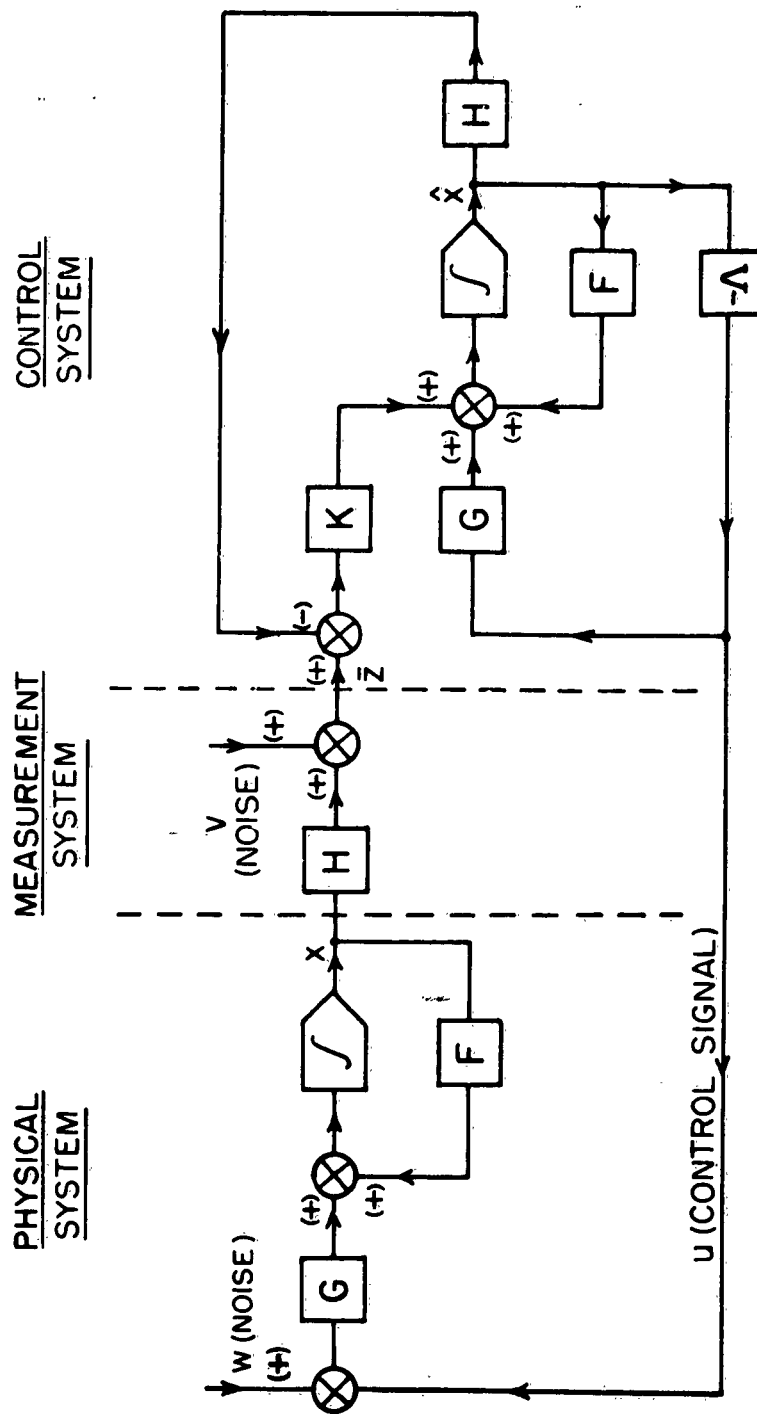 PHYSICAL
SYSTEM
MEASUREMENT
SYSTEM
CONTROL
SYSTEM
W (NOISE)
(+)
G
(+)
(+)
∫
x
F
H
V
(NOISE)
(+)
(+)
z̄
(+)
(-)
K
(+)
(+)
(+)
G
∫
x̂
H
F
-Λ
u (CONTROL SIGNAL)